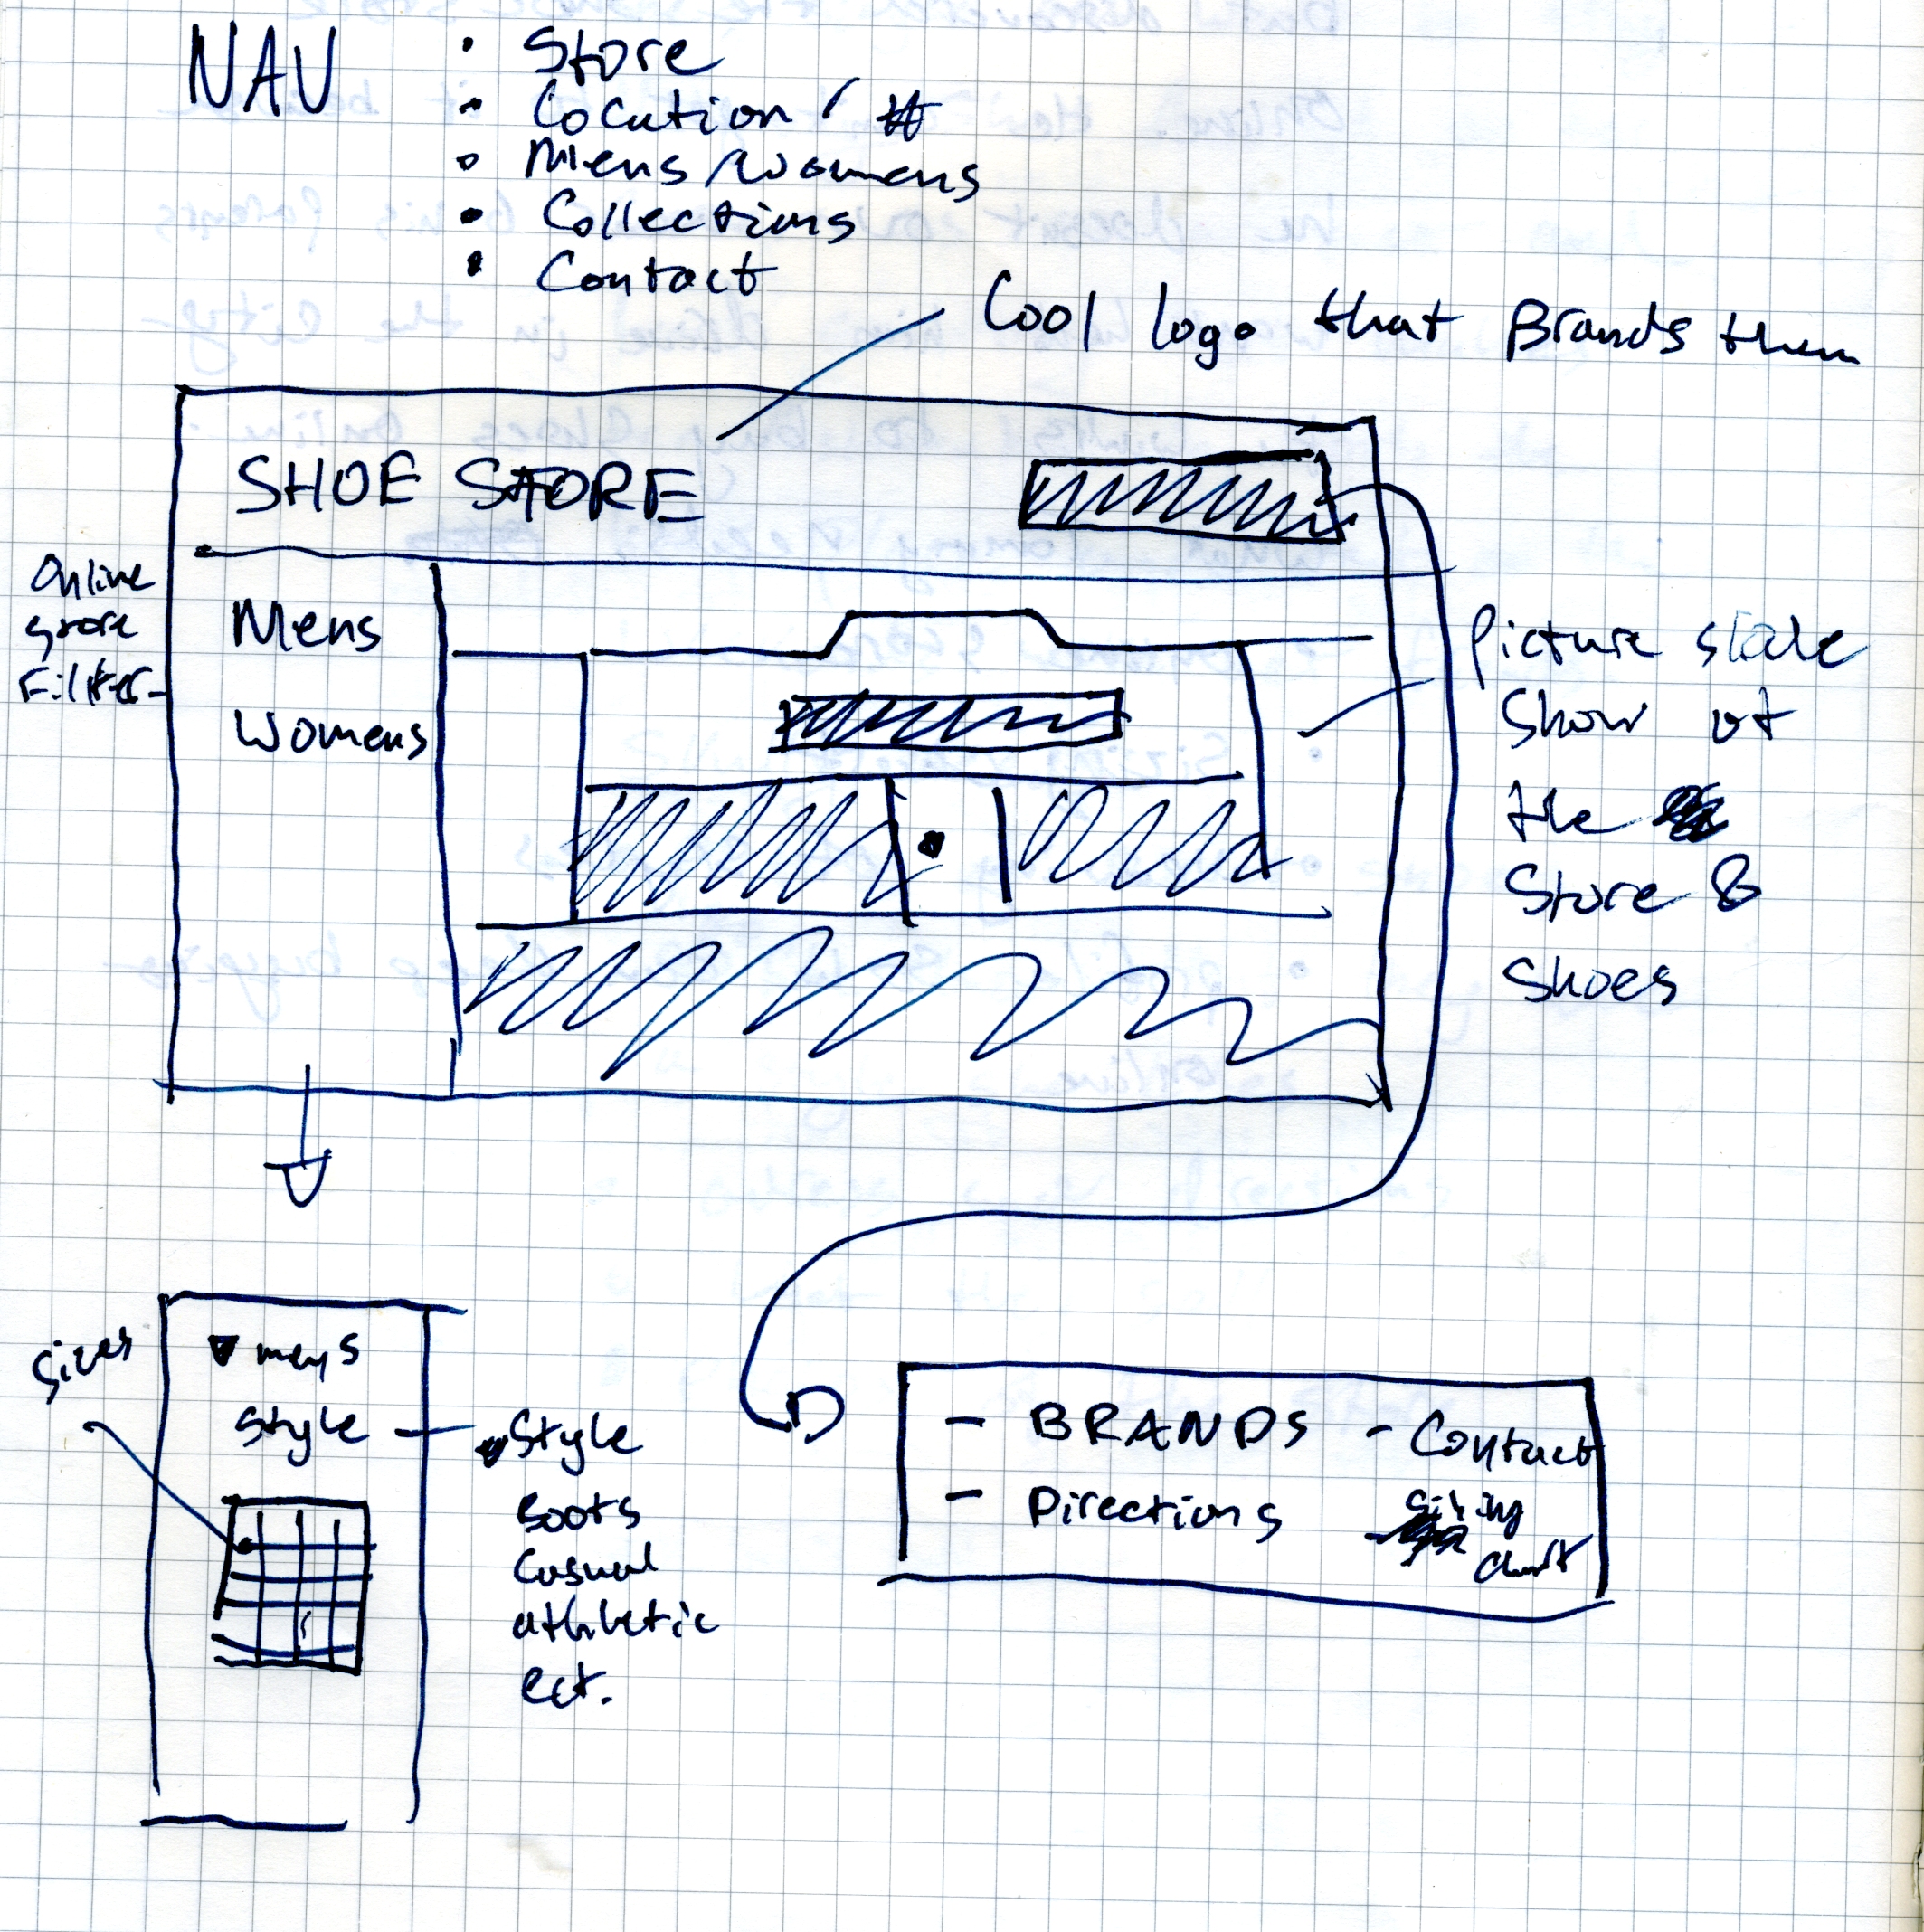 NAV
• Store
• Location / #
• Mens/Womens
• Collections
• Contact
Cool logo that Brands them
SHOE STORE
Online
store
Filter
Mens
Womens
Picture slide
Show of
the
Store &
Shoes
Sizes
▼ mens
style
Style
Boots
Casual
athletic
ect.
- BRANDS - Contact
- Directions
Sizing
chart